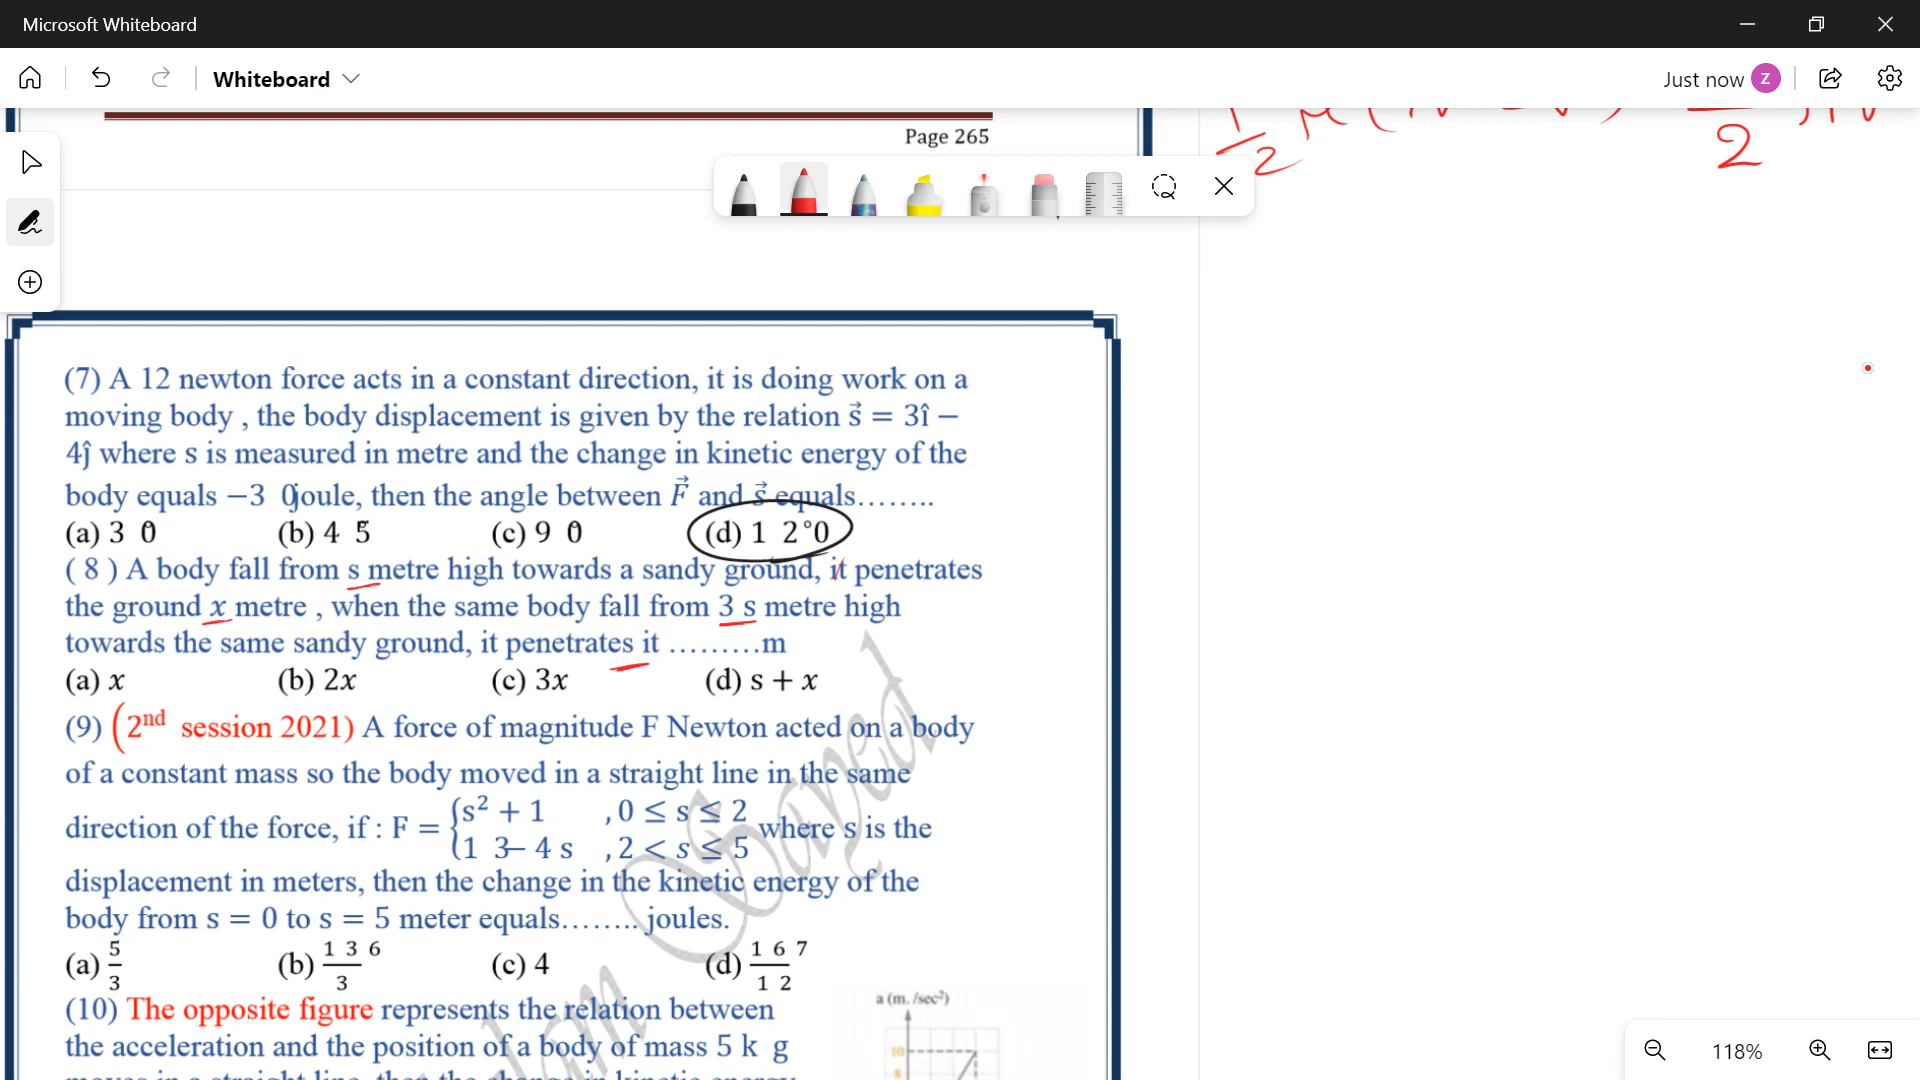 Microsoft Whiteboard
Whiteboard
Just now Z
Page 265
2
2
(7) A 12 newton force acts in a constant direction, it is doing work on a
moving body , the body displacement is given by the relation s⃗ = 3î −
4ĵ where s is measured in metre and the change in kinetic energy of the
body equals −3 0joule, then the angle between F⃗ and s⃗ equals........
(a) 3 0° (b) 4 5° (c) 9 0° (d) 1 2°0
( 8 ) A body fall from s metre high towards a sandy ground, it penetrates
the ground x metre , when the same body fall from 3 s metre high
towards the same sandy ground, it penetrates it .........m
(a) x (b) 2x (c) 3x (d) s + x
(9) (2nd session 2021) A force of magnitude F Newton acted on a body
of a constant mass so the body moved in a straight line in the same
direction of the force, if : F = { s² + 1 , 0 ≤ s ≤ 2
1 3− 4 s , 2 < s ≤ 5 where s is the
displacement in meters, then the change in the kinetic energy of the
body from s = 0 to s = 5 meter equals........ joules.
(a) 5/3 (b) 1 3 6/3 (c) 4 (d) 1 6 7/1 2
(10) The opposite figure represents the relation between
the acceleration and the position of a body of mass 5 k g
a (m./sec²)
10
8
Sayed
118%